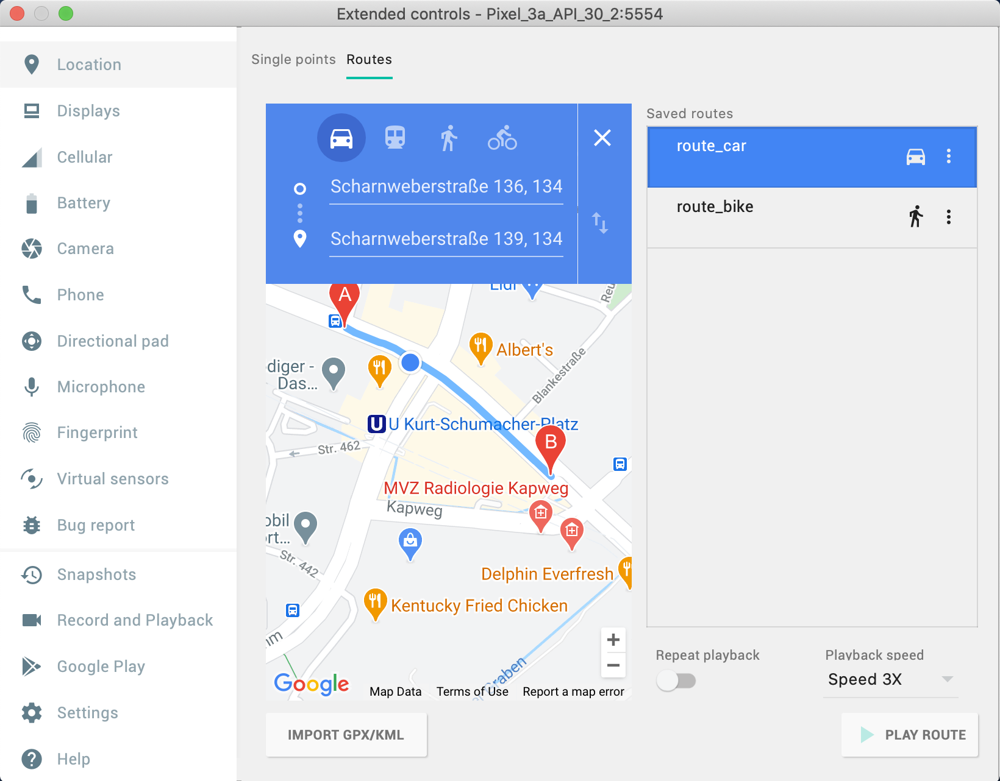 Extended controls - Pixel_3a_API_30_2:5554
Location
Displays
Cellular
Battery
Camera
Phone
Directional pad
Microphone
Fingerprint
Virtual sensors
Bug report
Snapshots
Record and Playback
Google Play
Settings
Help
Single points
Routes
Scharnweberstraße 136, 134
Scharnweberstraße 139, 134
A
Reu
Albert's
diger -
Das...
Blankestraße
U
U Kurt-Schumacher-Platz
B
Str. 462
MVZ Radiologie Kapweg
Kapweg
obil
ort...
Str. 442
Delphin Everfresh
Kentucky Fried Chicken
Graben
+
−
Google
Map Data
Terms of Use
Report a map error
IMPORT GPX/KML
Saved routes
route_car
route_bike
Repeat playback
Playback speed
Speed 3X
PLAY ROUTE